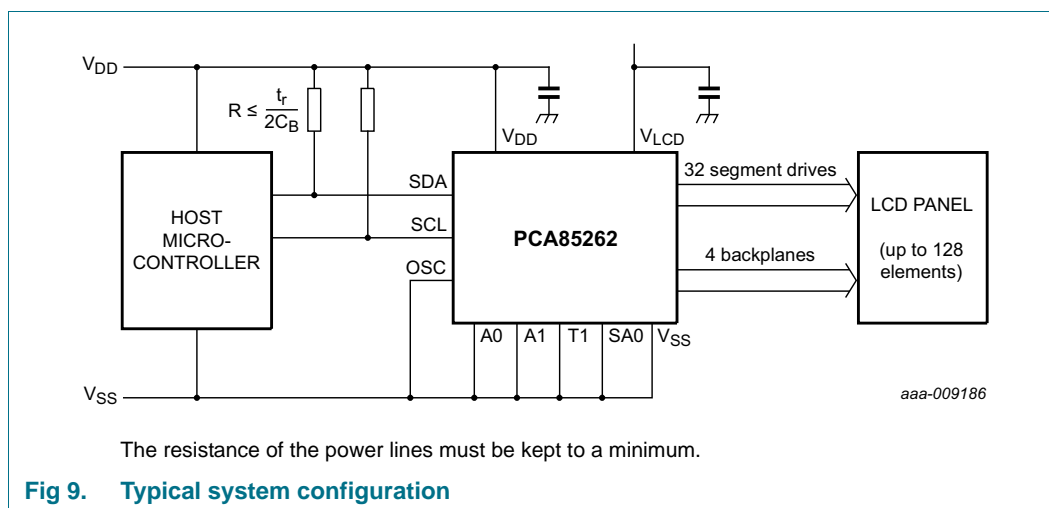 VDD
R ≤ tr
2CB
VDD
VLCD
HOST
MICRO-
CONTROLLER
SDA
SCL
OSC
PCA85262
32 segment drives
4 backplanes
LCD PANEL
(up to 128
elements)
A0 A1 T1 SA0 VSS
VSS
aaa-009186
The resistance of the power lines must be kept to a minimum.
Fig 9. Typical system configuration